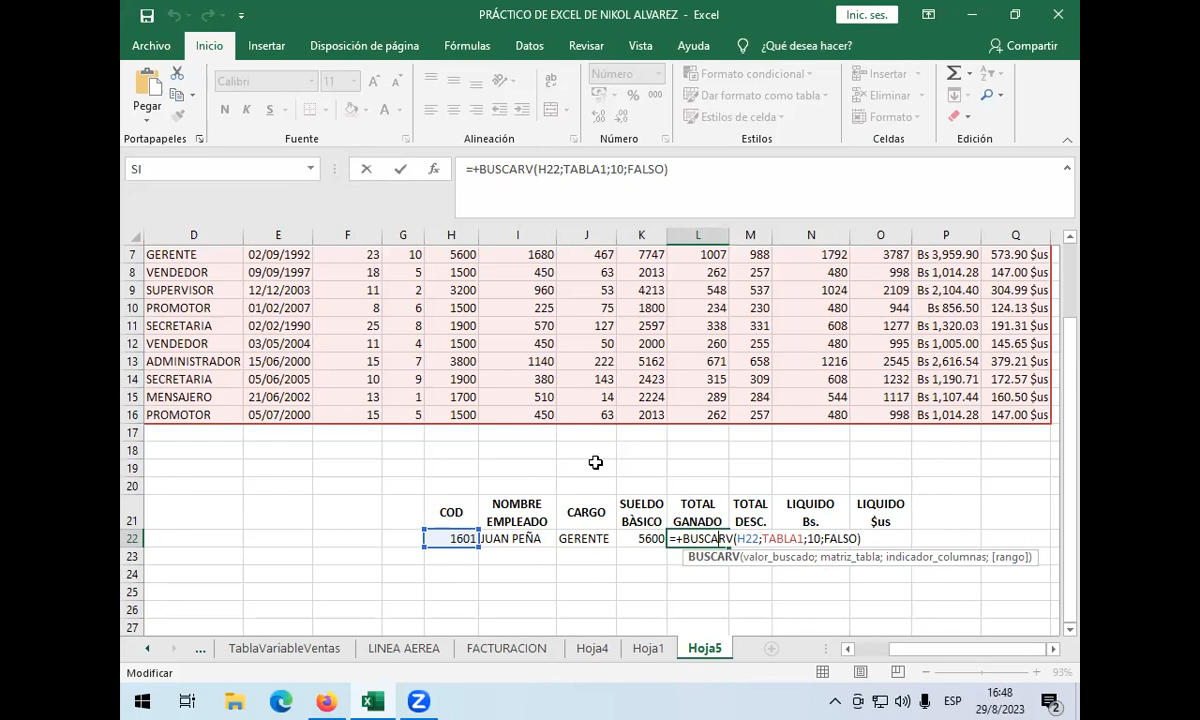 PRÁCTICO DE EXCEL DE NIKOL ALVAREZ - Excel
Inic. ses.
Archivo Inicio Insertar Disposición de página Fórmulas Datos Revisar Vista Ayuda ¿Qué desea hacer? Compartir
Pegar
Calibri 11
N K S
Número
% 000
Formato condicional
Dar formato como tabla
Estilos de celda
Insertar
Eliminar
Formato
Portapapeles Fuente Alineación Número Estilos Celdas Edición
SI =+BUSCARV(H22;TABLA1;10;FALSO)
D E F G H I J K L M N O P Q
7 GERENTE 02/09/1992 23 10 5600 1680 467 7747 1007 988 1792 3787 Bs 3,959.90 573.90 $us
8 VENDEDOR 09/09/1997 18 5 1500 450 63 2013 262 257 480 998 Bs 1,014.28 147.00 $us
9 SUPERVISOR 12/12/2003 11 2 3200 960 53 4213 548 537 1024 2109 Bs 2,104.40 304.99 $us
10 PROMOTOR 01/02/2007 8 6 1500 225 75 1800 234 230 480 944 Bs 856.50 124.13 $us
11 SECRETARIA 02/02/1990 25 8 1900 570 127 2597 338 331 608 1277 Bs 1,320.03 191.31 $us
12 VENDEDOR 03/05/2004 11 4 1500 450 50 2000 260 255 480 995 Bs 1,005.00 145.65 $us
13 ADMINISTRADOR 15/06/2000 15 7 3800 1140 222 5162 671 658 1216 2545 Bs 2,616.54 379.21 $us
14 SECRETARIA 05/06/2005 10 9 1900 380 143 2423 315 309 608 1232 Bs 1,190.71 172.57 $us
15 MENSAJERO 21/06/2002 13 1 1700 510 14 2224 289 284 544 1117 Bs 1,107.44 160.50 $us
16 PROMOTOR 05/07/2000 15 5 1500 450 63 2013 262 257 480 998 Bs 1,014.28 147.00 $us
17
18
19
20
21 COD NOMBRE EMPLEADO CARGO SUELDO BÀSICO TOTAL GANADO TOTAL DESC. LIQUIDO Bs. LIQUIDO $us
22 1601 JUAN PEÑA GERENTE 5600 =+BUSCARV(H22;TABLA1;10;FALSO)
23 BUSCARV(valor_buscado; matriz_tabla; indicador_columnas; [rango])
24
25
26
27
... TablaVariableVentas LINEA AEREA FACTURACION Hoja4 Hoja1 Hoja5
Modificar 93%
ESP 16:48
29/8/2023
2